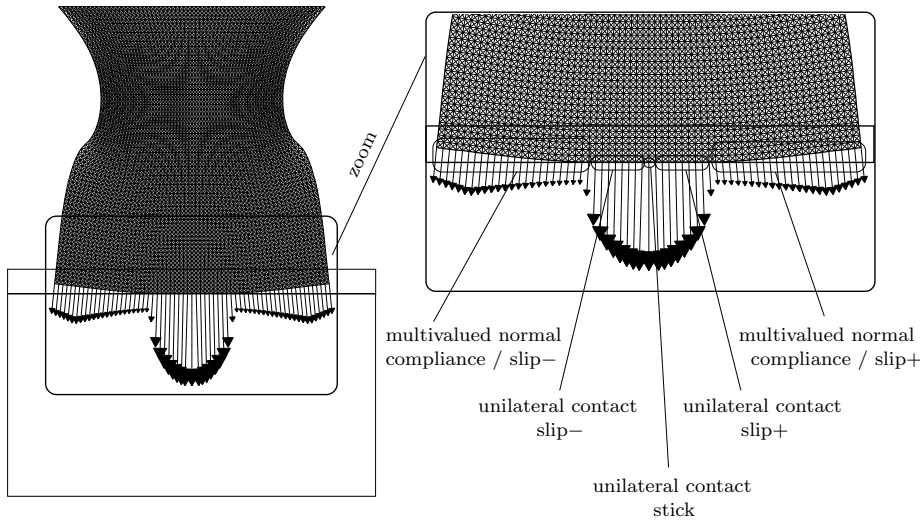 zoom
multivalued normal
compliance / slip−
multivalued normal
compliance / slip+
unilateral contact
slip−
unilateral contact
slip+
unilateral contact
stick